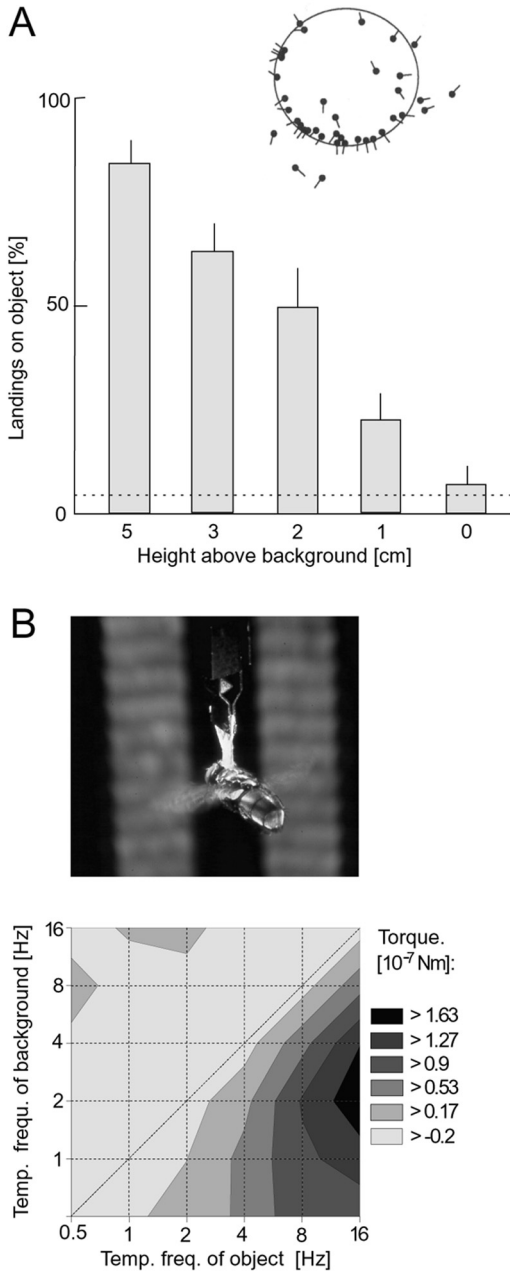 A
Landings on object [%]
100
50
0
5 3 2 1 0
Height above background [cm]
B
Temp. frequ. of background [Hz]
16
8
4
2
1
0.5 1 2 4 8 16
Temp. freq. of object [Hz]
Torque.
[10⁻⁷ Nm]:
> 1.63
> 1.27
> 0.9
> 0.53
> 0.17
> -0.2